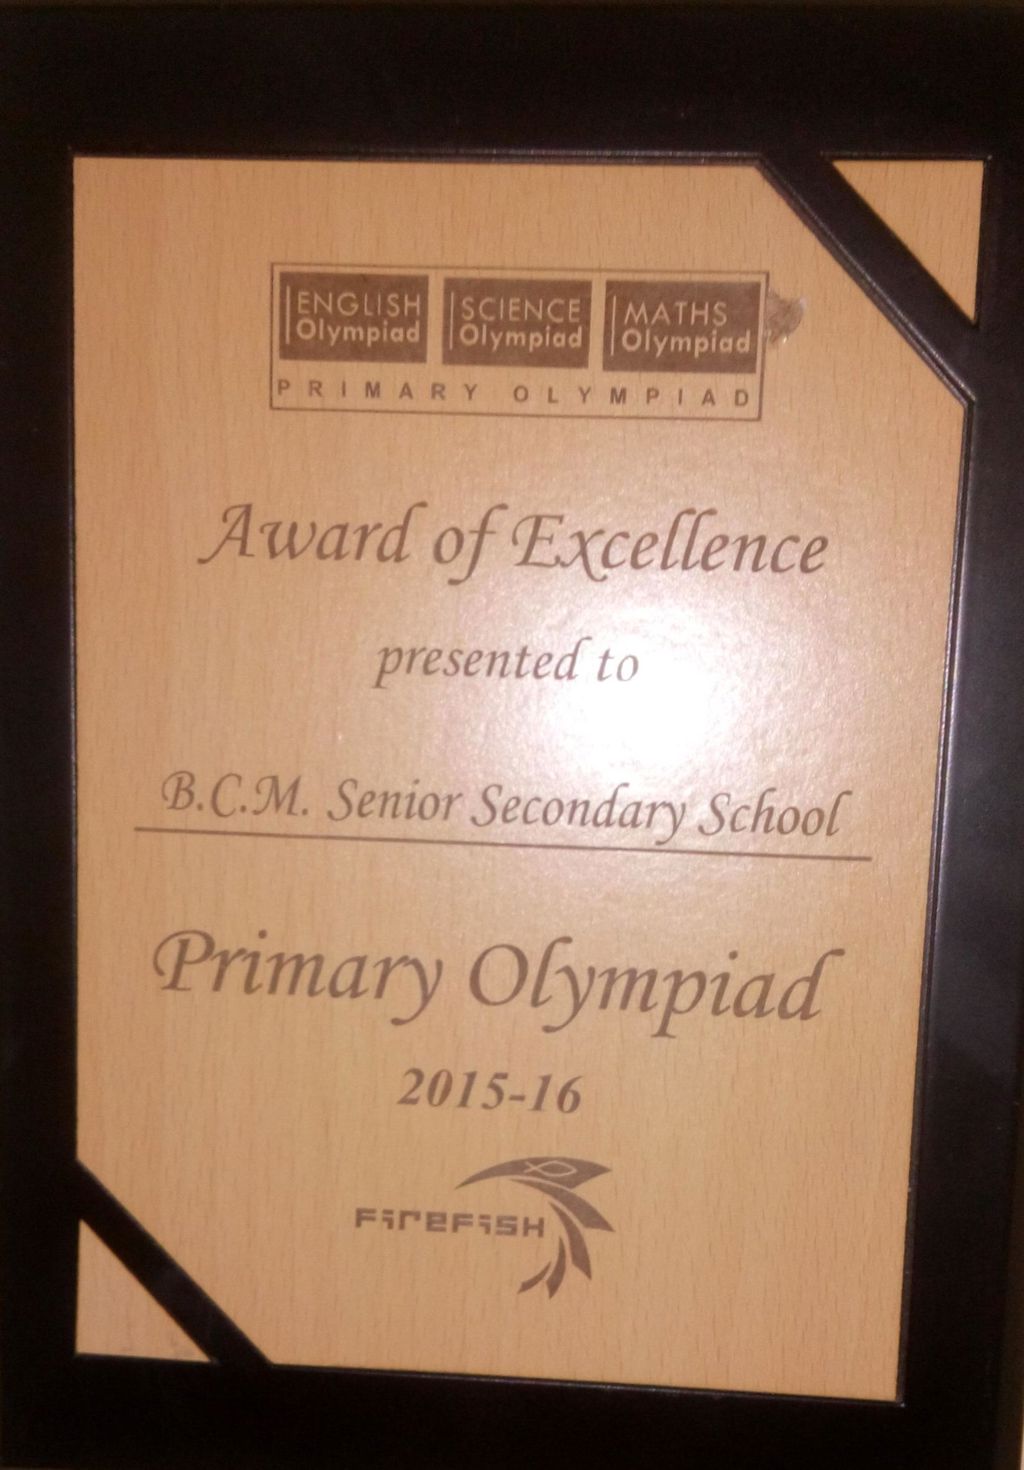 ENGLISH Olympiad
SCIENCE Olympiad
MATHS Olympiad
PRIMARY OLYMPIAD
Award of Excellence
presented to
B.C.M. Senior Secondary School
Primary Olympiad
2015-16
FIREFISH